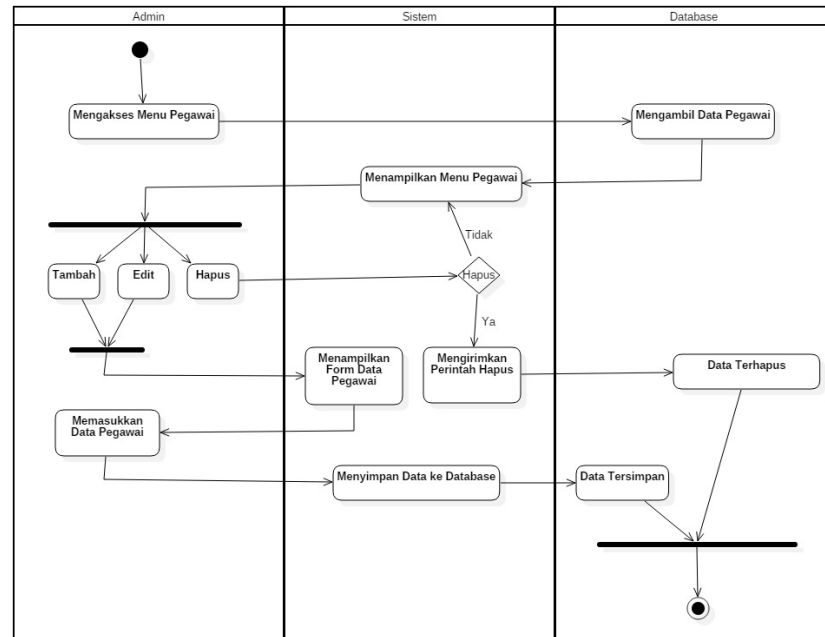 Admin
Sistem
Database
Mengakses Menu Pegawai
Mengambil Data Pegawai
Menampilkan Menu Pegawai
Tidak
Tambah
Edit
Hapus
Hapus
Ya
Menampilkan
Form Data
Pegawai
Mengirimkan
Perintah Hapus
Data Terhapus
Memasukkan
Data Pegawai
Menyimpan Data ke Database
Data Tersimpan